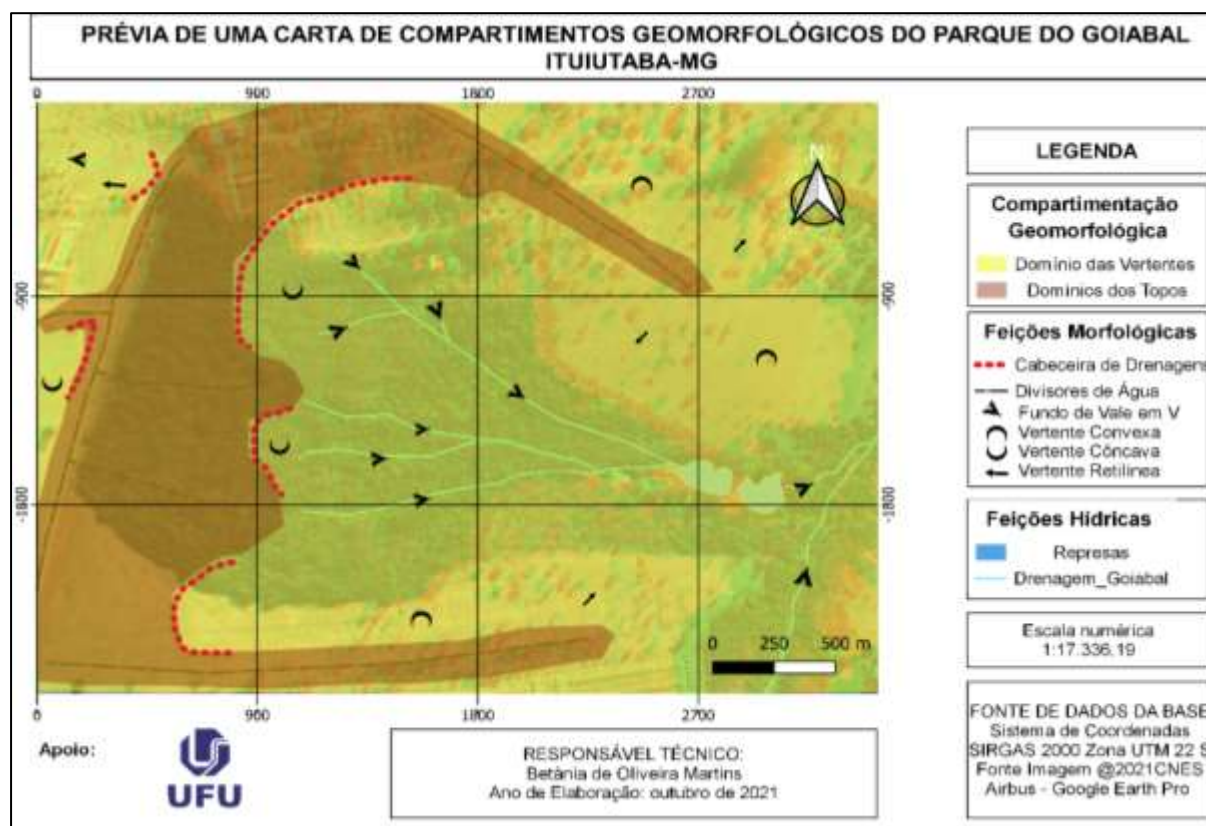 PRÉVIA DE UMA CARTA DE COMPARTIMENTOS GEOMORFOLÓGICOS DO PARQUE DO GOIABAL
ITUIUTABA-MG
0 900 1800 2700
N
-900 -900
-1800 -1800
0 250 500 m
0 900 1800 2700
LEGENDA
Compartimentação
Geomorfológica
Domínio das Vertentes
Domínios dos Topos
Feições Morfológicas
Cabeceira de Drenagens
Divisores de Água
Fundo de Vale em V
Vertente Convexa
Vertente Côncava
Vertente Retilínea
Feições Hídricas
Represas
Drenagem_Goiabal
Escala numérica
1:17.336,19
FONTE DE DADOS DA BASE
Sistema de Coordenadas
SIRGAS 2000 Zona UTM 22 S
Fonte Imagem @2021CNES
Airbus - Google Earth Pro
Apoio:
UFU
RESPONSÁVEL TÉCNICO:
Betânia de Oliveira Martins
Ano de Elaboração: outubro de 2021